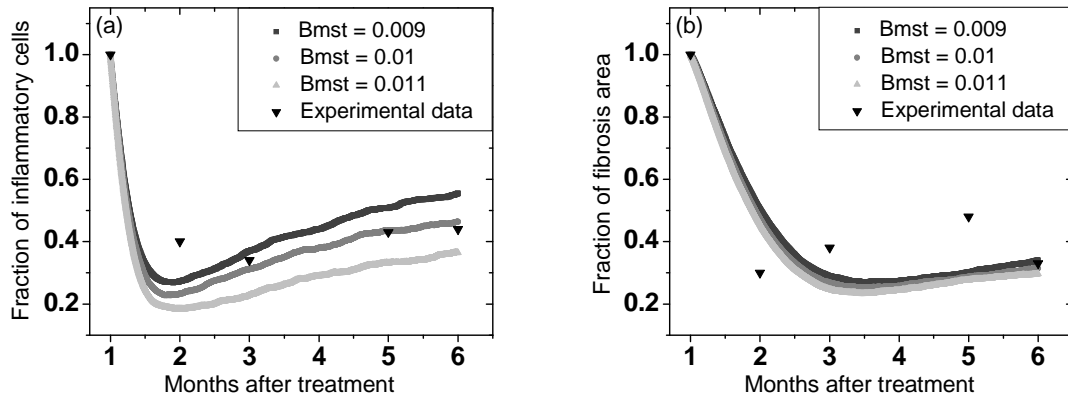 (a)
Bmst = 0.009
Bmst = 0.01
Bmst = 0.011
Experimental data
Fraction of inflammatory cells
1.0
0.8
0.6
0.4
0.2
1 2 3 4 5 6
Months after treatment
(b)
Bmst = 0.009
Bmst = 0.01
Bmst = 0.011
Experimental data
Fraction of fibrosis area
1.0
0.8
0.6
0.4
0.2
1 2 3 4 5 6
Months after treatment